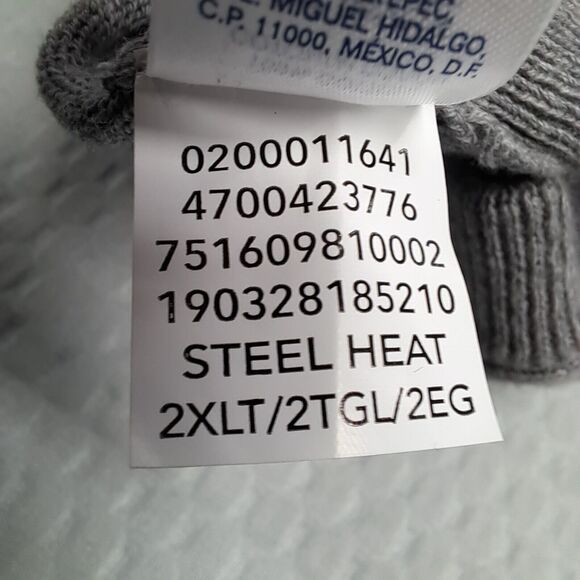 MIGUEL HIDALGO,
C.P. 11000, MÉXICO, D.F.
0200011641
4700423776
751609810002
190328185210
STEEL HEAT
2XLT/2TGL/2EG